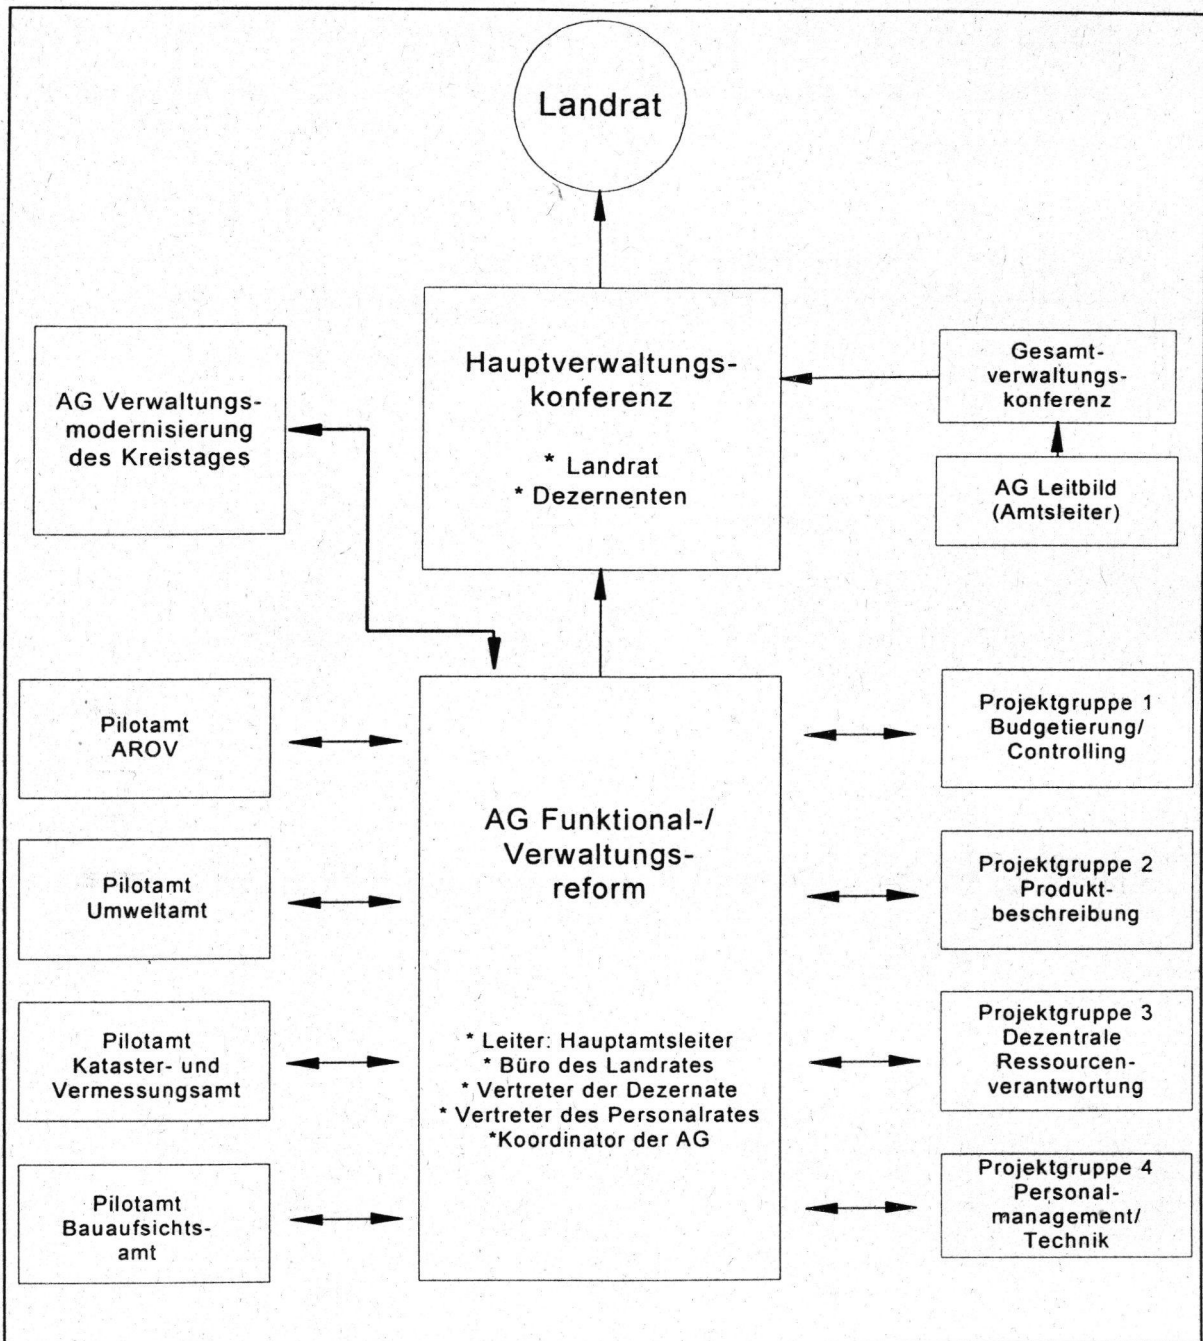 Landrat
Hauptverwaltungs-
konferenz
* Landrat
* Dezernenten
AG Verwaltungs-
modernisierung
des Kreistages
Gesamt-
verwaltungs-
konferenz
AG Leitbild
(Amtsleiter)
Pilotamt
AROV
Pilotamt
Umweltamt
Pilotamt
Kataster- und
Vermessungsamt
Pilotamt
Bauaufsichts-
amt
AG Funktional-/
Verwaltungs-
reform
* Leiter: Hauptamtsleiter
* Büro des Landrates
* Vertreter der Dezernate
* Vertreter des Personalrates
*Koordinator der AG
Projektgruppe 1
Budgetierung/
Controlling
Projektgruppe 2
Produkt-
beschreibung
Projektgruppe 3
Dezentrale
Ressourcen-
verantwortung
Projektgruppe 4
Personal-
management/
Technik